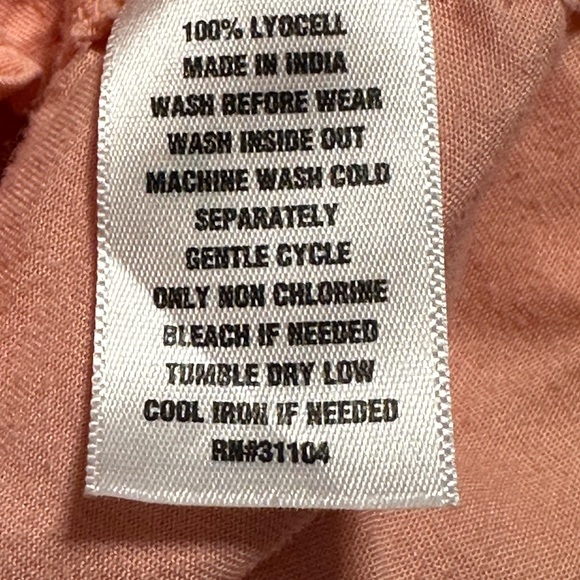 100% LYOCELL
MADE IN INDIA
WASH BEFORE WEAR
WASH INSIDE OUT
MACHINE WASH COLD
SEPARATELY
GENTLE CYCLE
ONLY NON CHLORINE
BLEACH IF NEEDED
TUMBLE DRY LOW
COOL IRON IF NEEDED
RN#31104